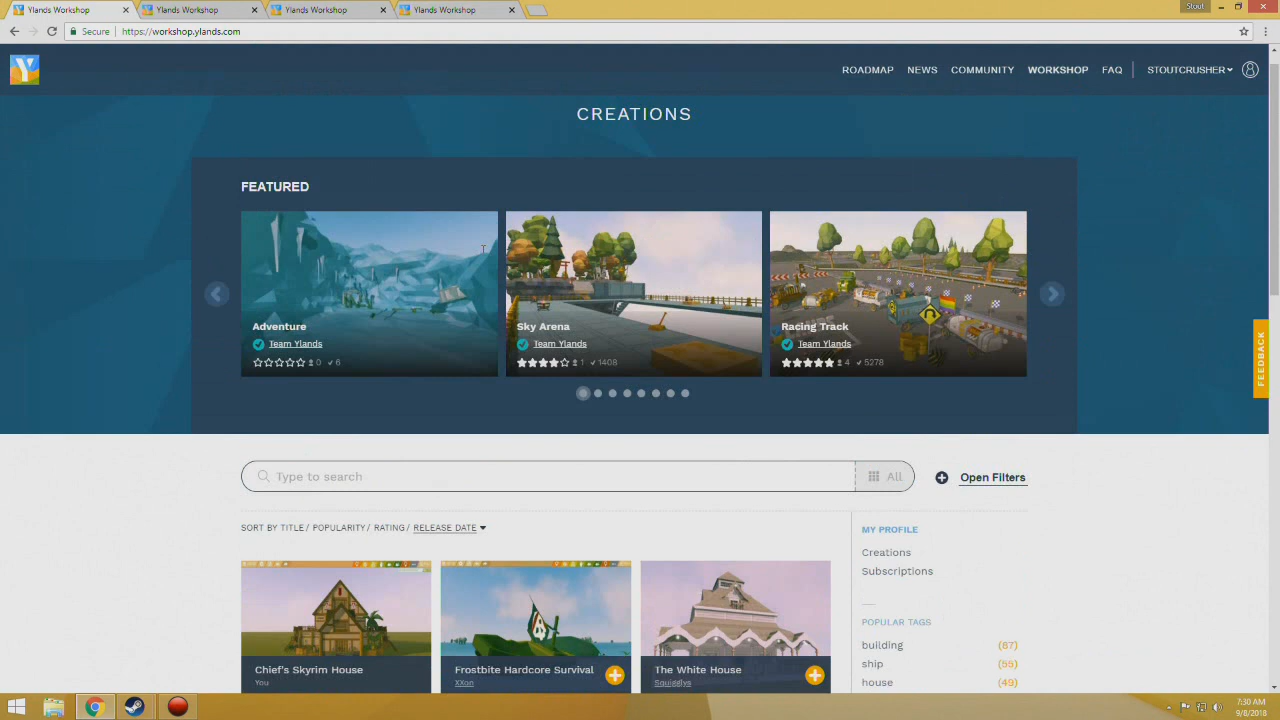 Ylands Workshop
Ylands Workshop
Ylands Workshop
Ylands Workshop
Stout
Secure
https://workshop.ylands.com
Y
ROADMAP
NEWS
COMMUNITY
WORKSHOP
FAQ
STOUTCRUSHER
CREATIONS
FEATURED
Adventure
Team Ylands
0
6
Sky Arena
Team Ylands
1
1408
Racing Track
Team Ylands
4
5278
FEEDBACK
Type to search
All
Open Filters
SORT BY TITLE / POPULARITY / RATING / RELEASE DATE
Chief's Skyrim House
You
Frostbite Hardcore Survival
XXon
The White House
Squigglys
MY PROFILE
Creations
Subscriptions
POPULAR TAGS
building (87)
ship (55)
house (49)
7:30 AM
9/8/2018